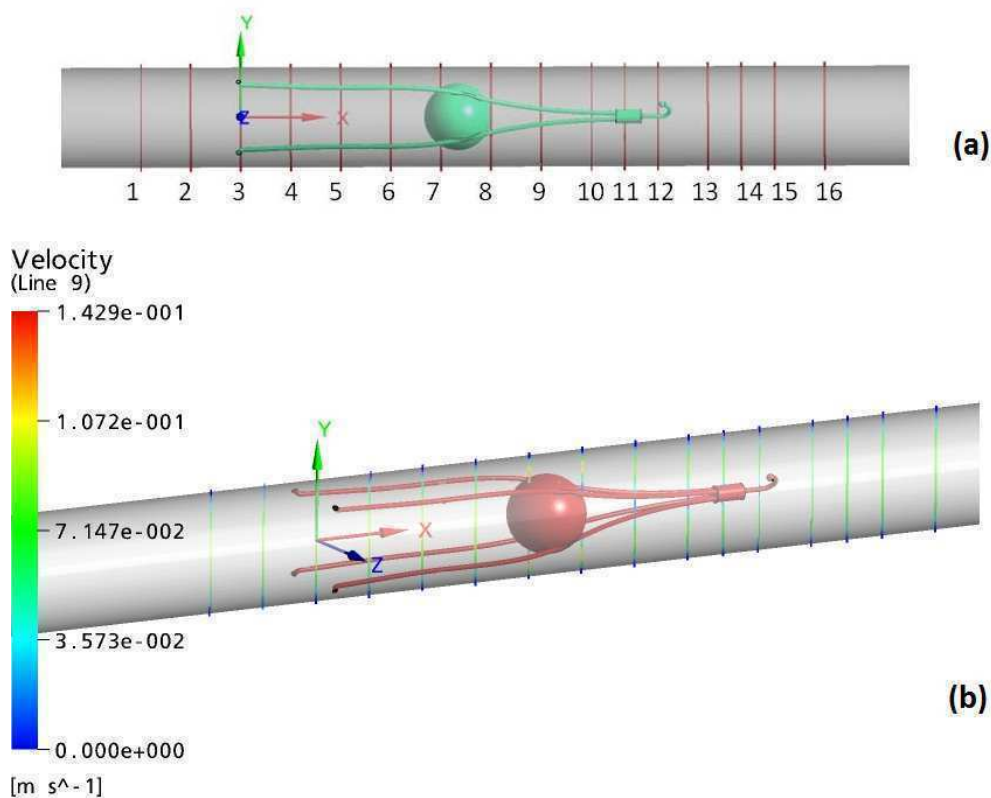 Y
Z X
(a)
1 2 3 4 5 6 7 8 9 10 11 12 13 14 15 16
Velocity
(Line 9)
1.429e-001
1.072e-001
7.147e-002
3.573e-002
0.000e+000
[m s^-1]
Y
X
Z
(b)